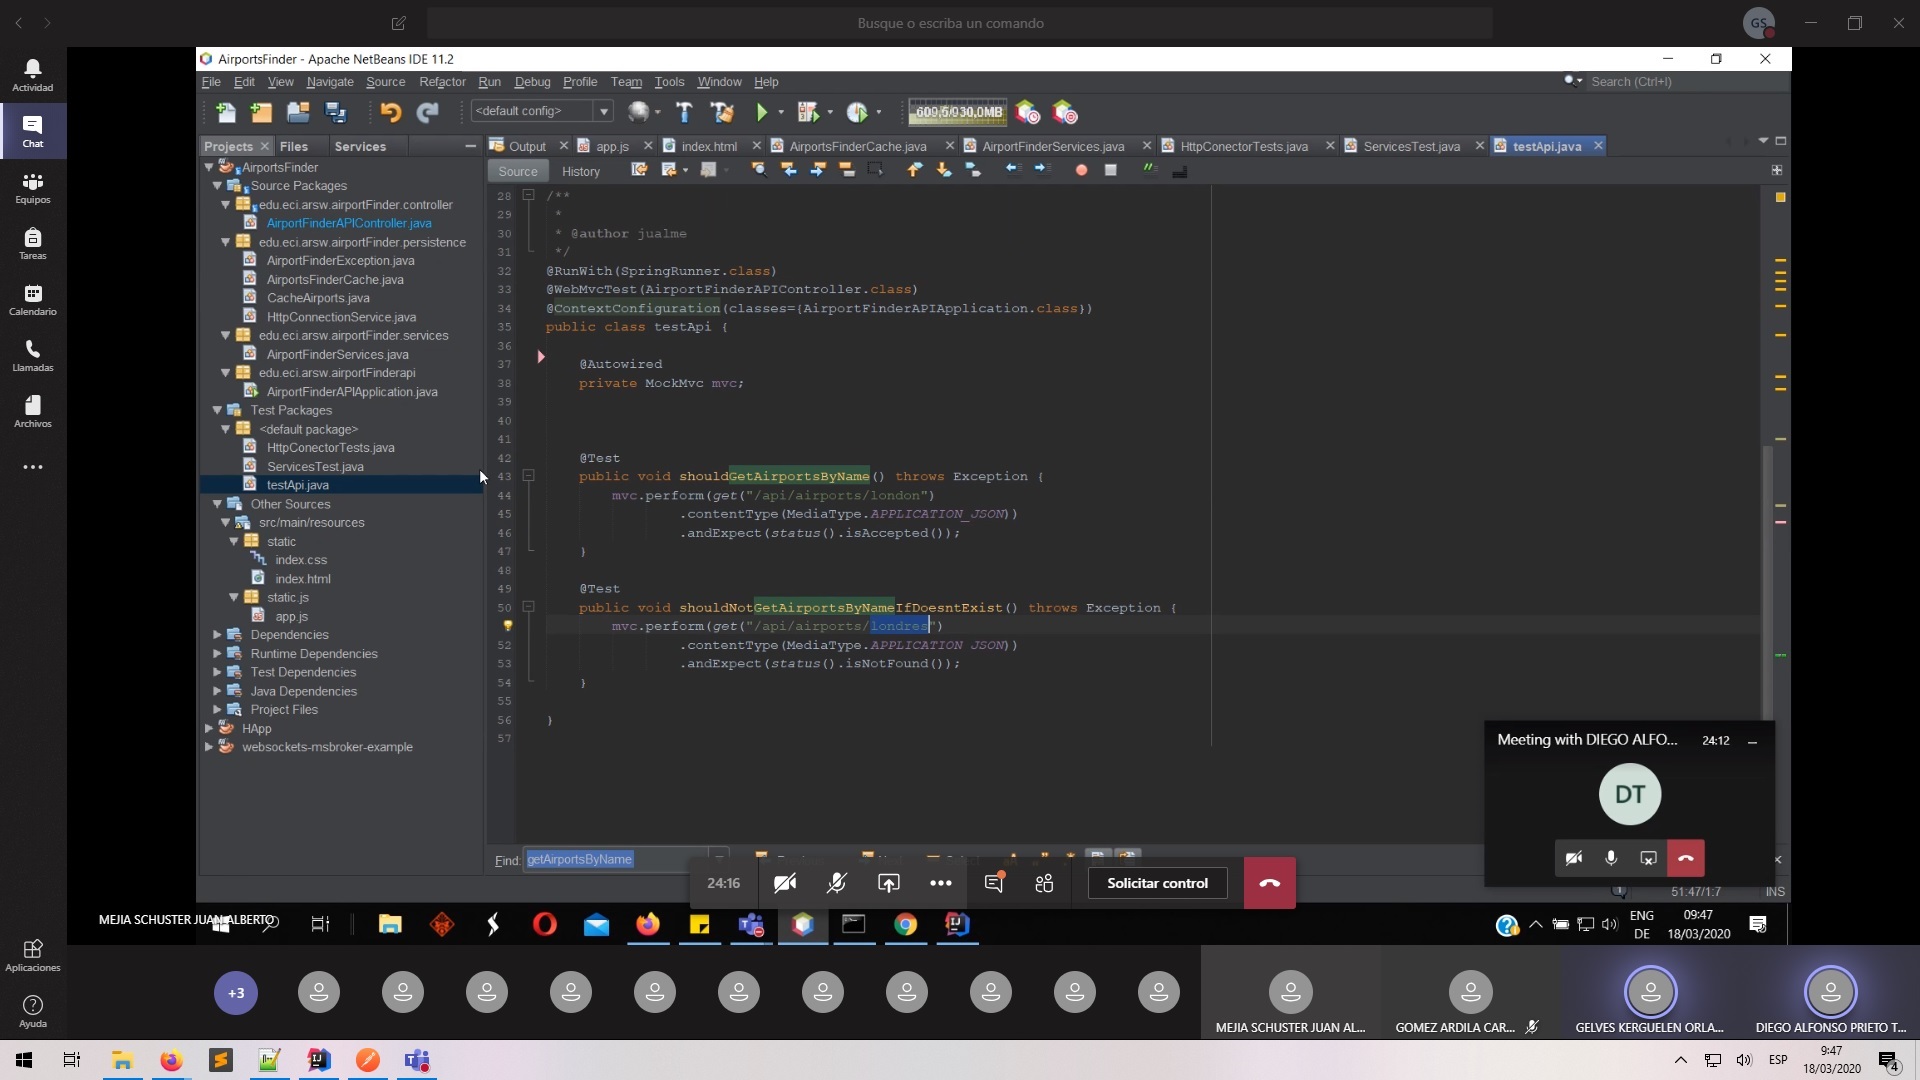 Busque o escriba un comando
GS
Actividad
Chat
Equipos
Tareas
Calendario
Llamadas
Archivos
Aplicaciones
Ayuda
AirportsFinder - Apache NetBeans IDE 11.2
File Edit View Navigate Source Refactor Run Debug Profile Team Tools Window Help
Search (Ctrl+I)
<default config>
609,5/930,0MB
Projects Files Services
Output app.js index.html AirportsFinderCache.java AirportFinderServices.java HttpConectorTests.java ServicesTest.java testApi.java
Source History
AirportsFinder
Source Packages
edu.eci.arsw.airportFinder.controller
AirportFinderAPIController.java
edu.eci.arsw.airportFinder.persistence
AirportFinderException.java
AirportsFinderCache.java
CacheAirports.java
HttpConnectionService.java
edu.eci.arsw.airportFinder.services
AirportFinderServices.java
edu.eci.arsw.airportFinderapi
AirportFinderAPIApplication.java
Test Packages
<default package>
HttpConectorTests.java
ServicesTest.java
testApi.java
Other Sources
src/main/resources
static
index.css
index.html
static.js
app.js
Dependencies
Runtime Dependencies
Test Dependencies
Java Dependencies
Project Files
HApp
websockets-msbroker-example
28 /**
29 *
30 * @author jualme
31 */
32 @RunWith(SpringRunner.class)
33 @WebMvcTest(AirportFinderAPIController.class)
34 @ContextConfiguration(classes={AirportFinderAPIApplication.class})
35 public class testApi {
36
37 @Autowired
38 private MockMvc mvc;
39
40
41
42 @Test
43 public void shouldGetAirportsByName() throws Exception {
44 mvc.perform(get("/api/airports/london")
45 .contentType(MediaType.APPLICATION_JSON))
46 .andExpect(status().isAccepted());
47 }
48
49 @Test
50 public void shouldNotGetAirportsByNameIfDoesntExist() throws Exception {
mvc.perform(get("/api/airports/londres")
52 .contentType(MediaType.APPLICATION_JSON))
53 .andExpect(status().isNotFound());
54 }
55
56 }
57
Find: getAirportsByName
Meeting with DIEGO ALFO... 24:12
DT
24:16
Solicitar control
51:47/1:7 INS
MEJIA SCHUSTER JUAN ALBERTO
ENG
DE
09:47
18/03/2020
+3
MEJIA SCHUSTER JUAN AL...
GOMEZ ARDILA CAR...
GELVES KERGUELEN ORLA...
DIEGO ALFONSO PRIETO T...
ESP
9:47
18/03/2020
4